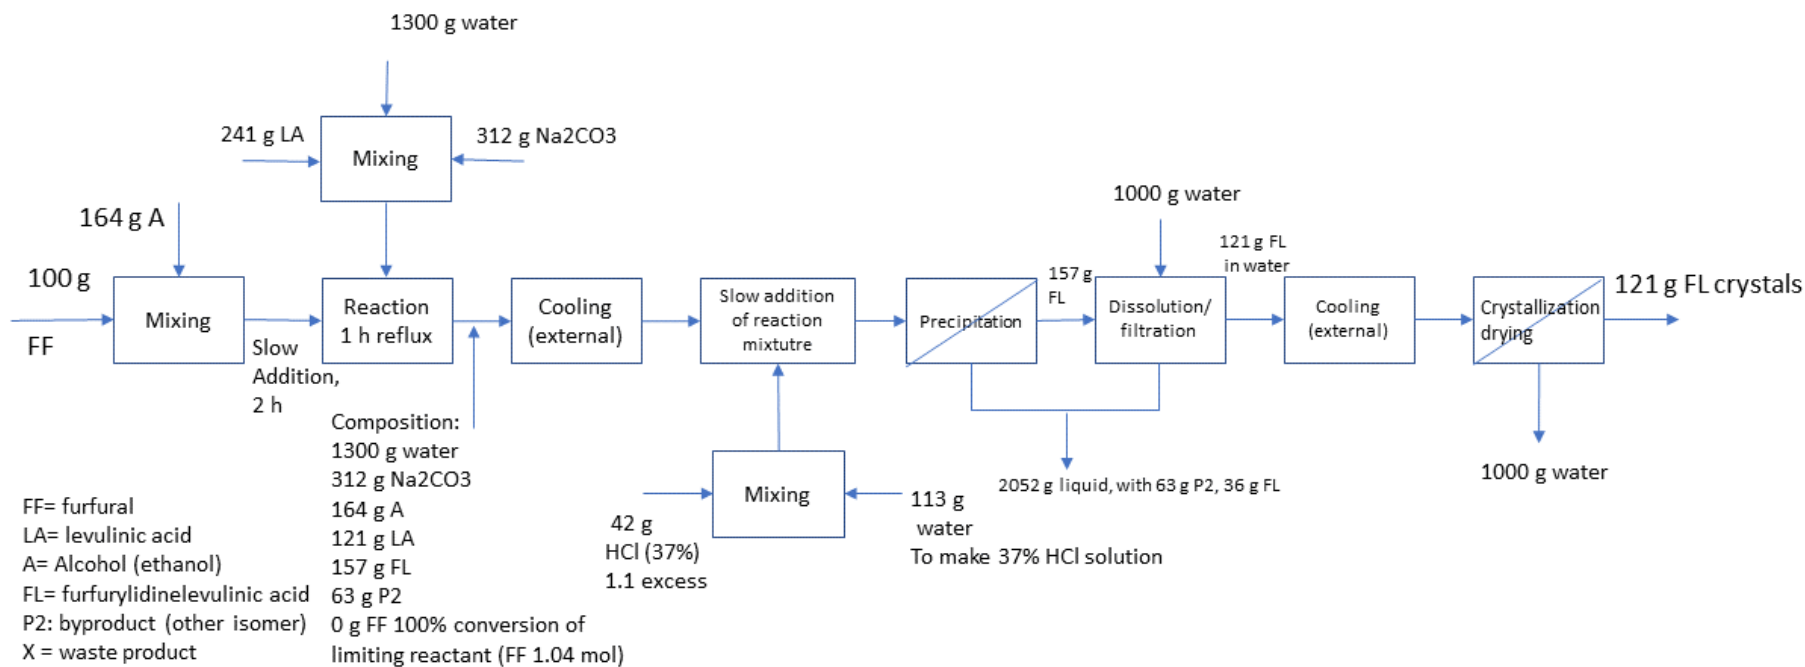 1300 g water
241 g LA
Mixing
312 g Na2CO3
164 g A
100 g
FF
Mixing
Slow
Addition,
2 h
Reaction
1 h reflux
Cooling
(external)
Slow addition
of reaction
mixtutre
Precipitation
157 g
FL
1000 g water
Dissolution/
filtration
121 g FL
in water
Cooling
(external)
Crystallization
drying
121 g FL crystals
1000 g water
Composition:
1300 g water
312 g Na2CO3
164 g A
121 g LA
157 g FL
63 g P2
0 g FF 100% conversion of
limiting reactant (FF 1.04 mol)
Mixing
42 g
HCl (37%)
1.1 excess
113 g
water
To make 37% HCl solution
2052 g liquid, with 63 g P2, 36 g FL
FF= furfural
LA= levulinic acid
A= Alcohol (ethanol)
FL= furfurylidinelevulinic acid
P2: byproduct (other isomer)
X = waste product